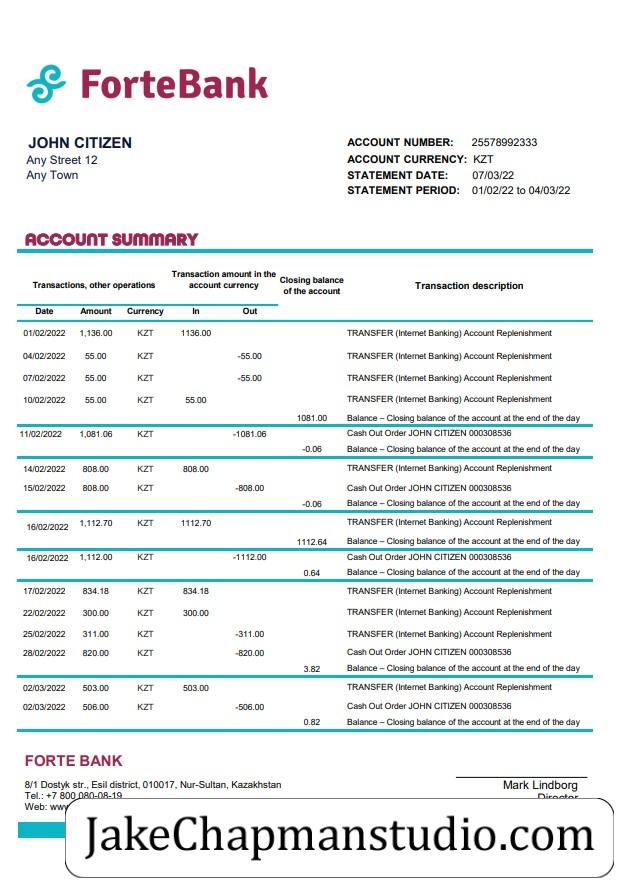 ForteBank
JOHN CITIZEN
Any Street 12
Any Town
ACCOUNT NUMBER: 25578992333
ACCOUNT CURRENCY: KZT
STATEMENT DATE: 07/03/22
STATEMENT PERIOD: 01/02/22 to 04/03/22
ACCOUNT SUMMARY
Transactions, other operations
Transaction amount in the account currency
Closing balance of the account
Transaction description
Date Amount Currency In Out
01/02/2022 1,136.00 KZT 1136.00 TRANSFER (Internet Banking) Account Replenishment
04/02/2022 55.00 KZT -55.00 TRANSFER (Internet Banking) Account Replenishment
07/02/2022 55.00 KZT -55.00 TRANSFER (Internet Banking) Account Replenishment
10/02/2022 55.00 KZT 55.00 TRANSFER (Internet Banking) Account Replenishment
1081.00 Balance – Closing balance of the account at the end of the day
11/02/2022 1,081.06 KZT -1081.06 Cash Out Order JOHN CITIZEN 000308536
-0.06 Balance – Closing balance of the account at the end of the day
14/02/2022 808.00 KZT 808.00 TRANSFER (Internet Banking) Account Replenishment
15/02/2022 808.00 KZT -808.00 Cash Out Order JOHN CITIZEN 000308536
-0.06 Balance – Closing balance of the account at the end of the day
16/02/2022 1,112.70 KZT 1112.70 TRANSFER (Internet Banking) Account Replenishment
1112.64 Balance – Closing balance of the account at the end of the day
16/02/2022 1,112.00 KZT -1112.00 Cash Out Order JOHN CITIZEN 000308536
0.64 Balance – Closing balance of the account at the end of the day
17/02/2022 834.18 KZT 834.18 TRANSFER (Internet Banking) Account Replenishment
22/02/2022 300.00 KZT 300.00 TRANSFER (Internet Banking) Account Replenishment
25/02/2022 311.00 KZT -311.00 TRANSFER (Internet Banking) Account Replenishment
28/02/2022 820.00 KZT -820.00 Cash Out Order JOHN CITIZEN 000308536
3.82 Balance – Closing balance of the account at the end of the day
02/03/2022 503.00 KZT 503.00 TRANSFER (Internet Banking) Account Replenishment
02/03/2022 506.00 KZT -506.00 Cash Out Order JOHN CITIZEN 000308536
0.82 Balance – Closing balance of the account at the end of the day
FORTE BANK
8/1 Dostyk str., Esil district, 010017, Nur-Sultan, Kazakhstan
Tel.: +7 800 080-08-19
Web:
Mark Lindborg
Director
JakeChapmanstudio.com